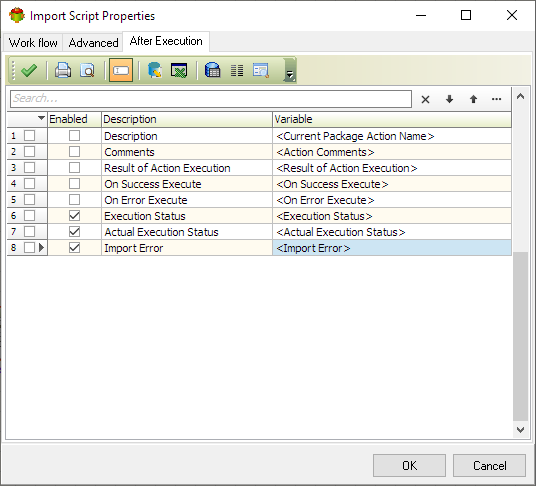 Import Script Properties
Work flow Advanced After Execution
Search...
Enabled Description Variable
1 Description <Current Package Action Name>
2 Comments <Action Comments>
3 Result of Action Execution <Result of Action Execution>
4 On Success Execute <On Success Execute>
5 On Error Execute <On Error Execute>
6 Execution Status <Execution Status>
7 Actual Execution Status <Actual Execution Status>
8 Import Error <Import Error>
OK Cancel